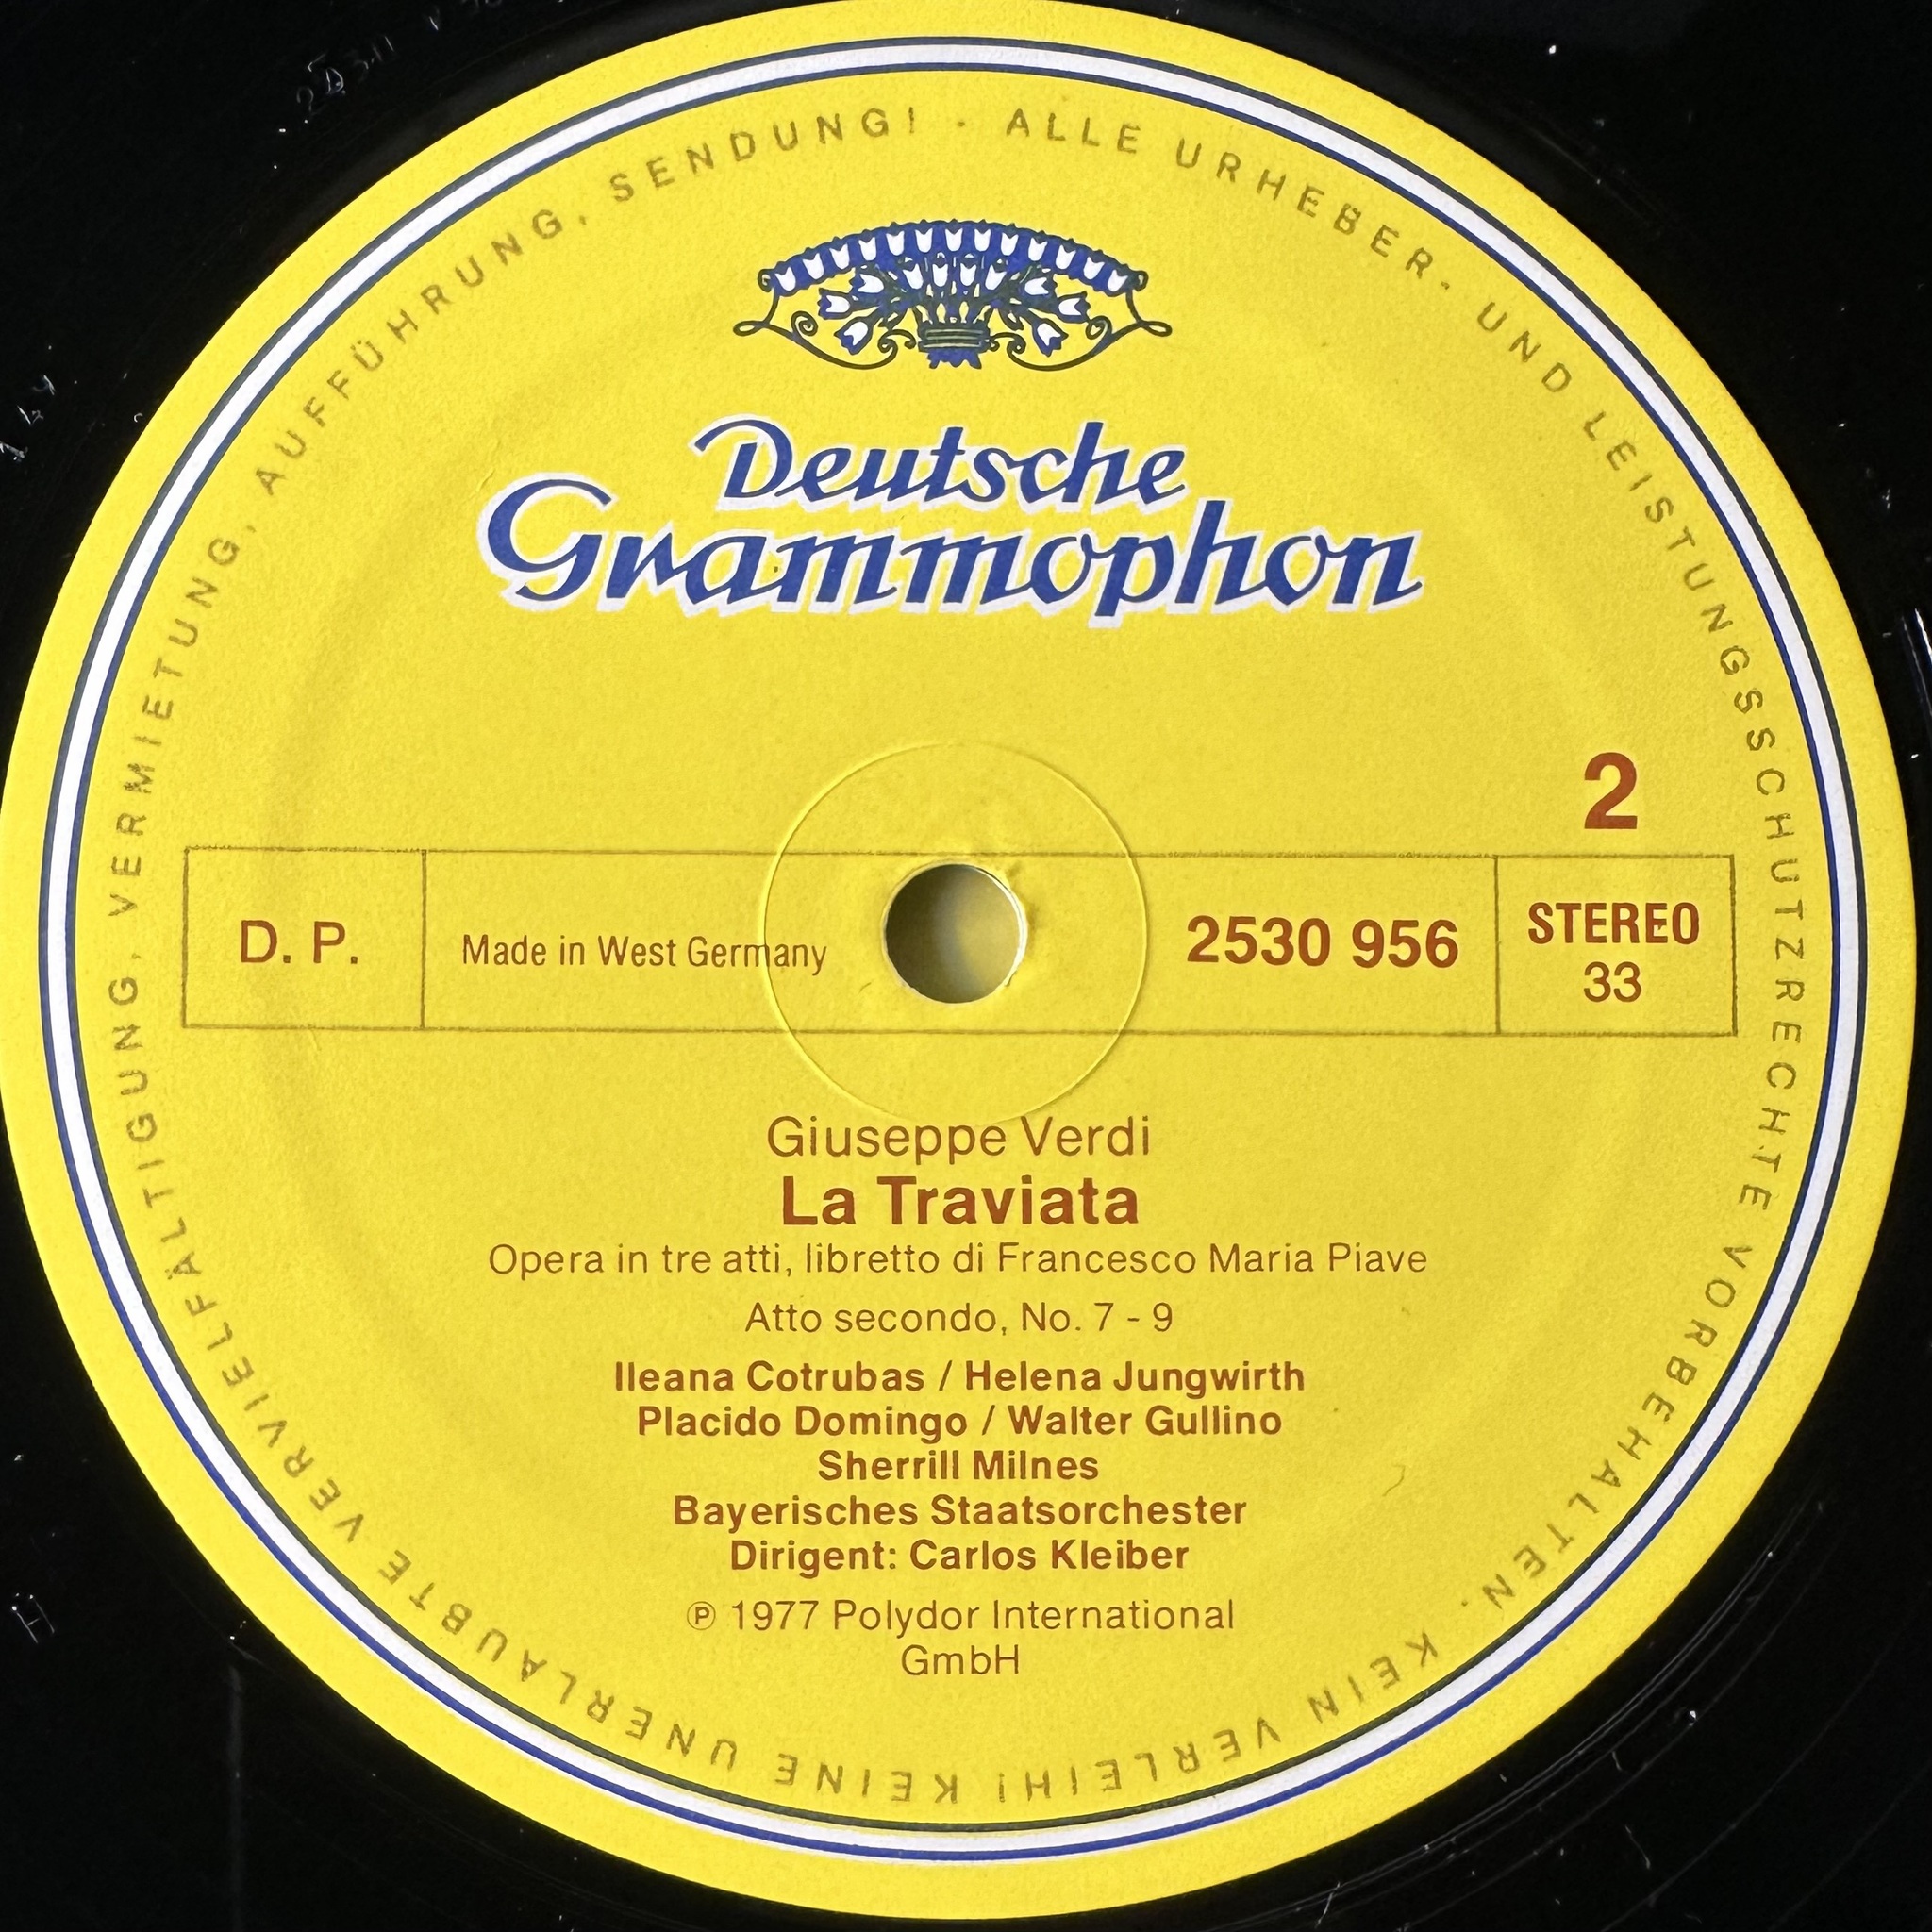 ALLE URHEBER- UND LEISTUNGSSCHUTZRECHTE VORBEHALTEN. KEIN VERLEIH! KEINE UNERLAUBTE VERVIELFÄLTIGUNG, VERMIETUNG, AUFFÜHRUNG, SENDUNG! ·
Deutsche
Grammophon
2
D. P.
Made in West Germany
2530 956
STEREO
33
Giuseppe Verdi
La Traviata
Opera in tre atti, libretto di Francesco Maria Piave
Atto secondo, No. 7 - 9
Ileana Cotrubas / Helena Jungwirth
Placido Domingo / Walter Gullino
Sherrill Milnes
Bayerisches Staatsorchester
Dirigent: Carlos Kleiber
℗ 1977 Polydor International
GmbH